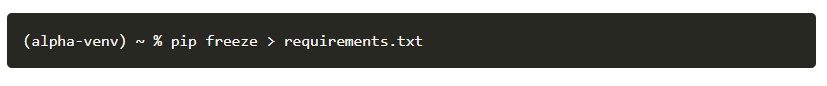 (alpha-venv) ~ % pip freeze > requirements.txt